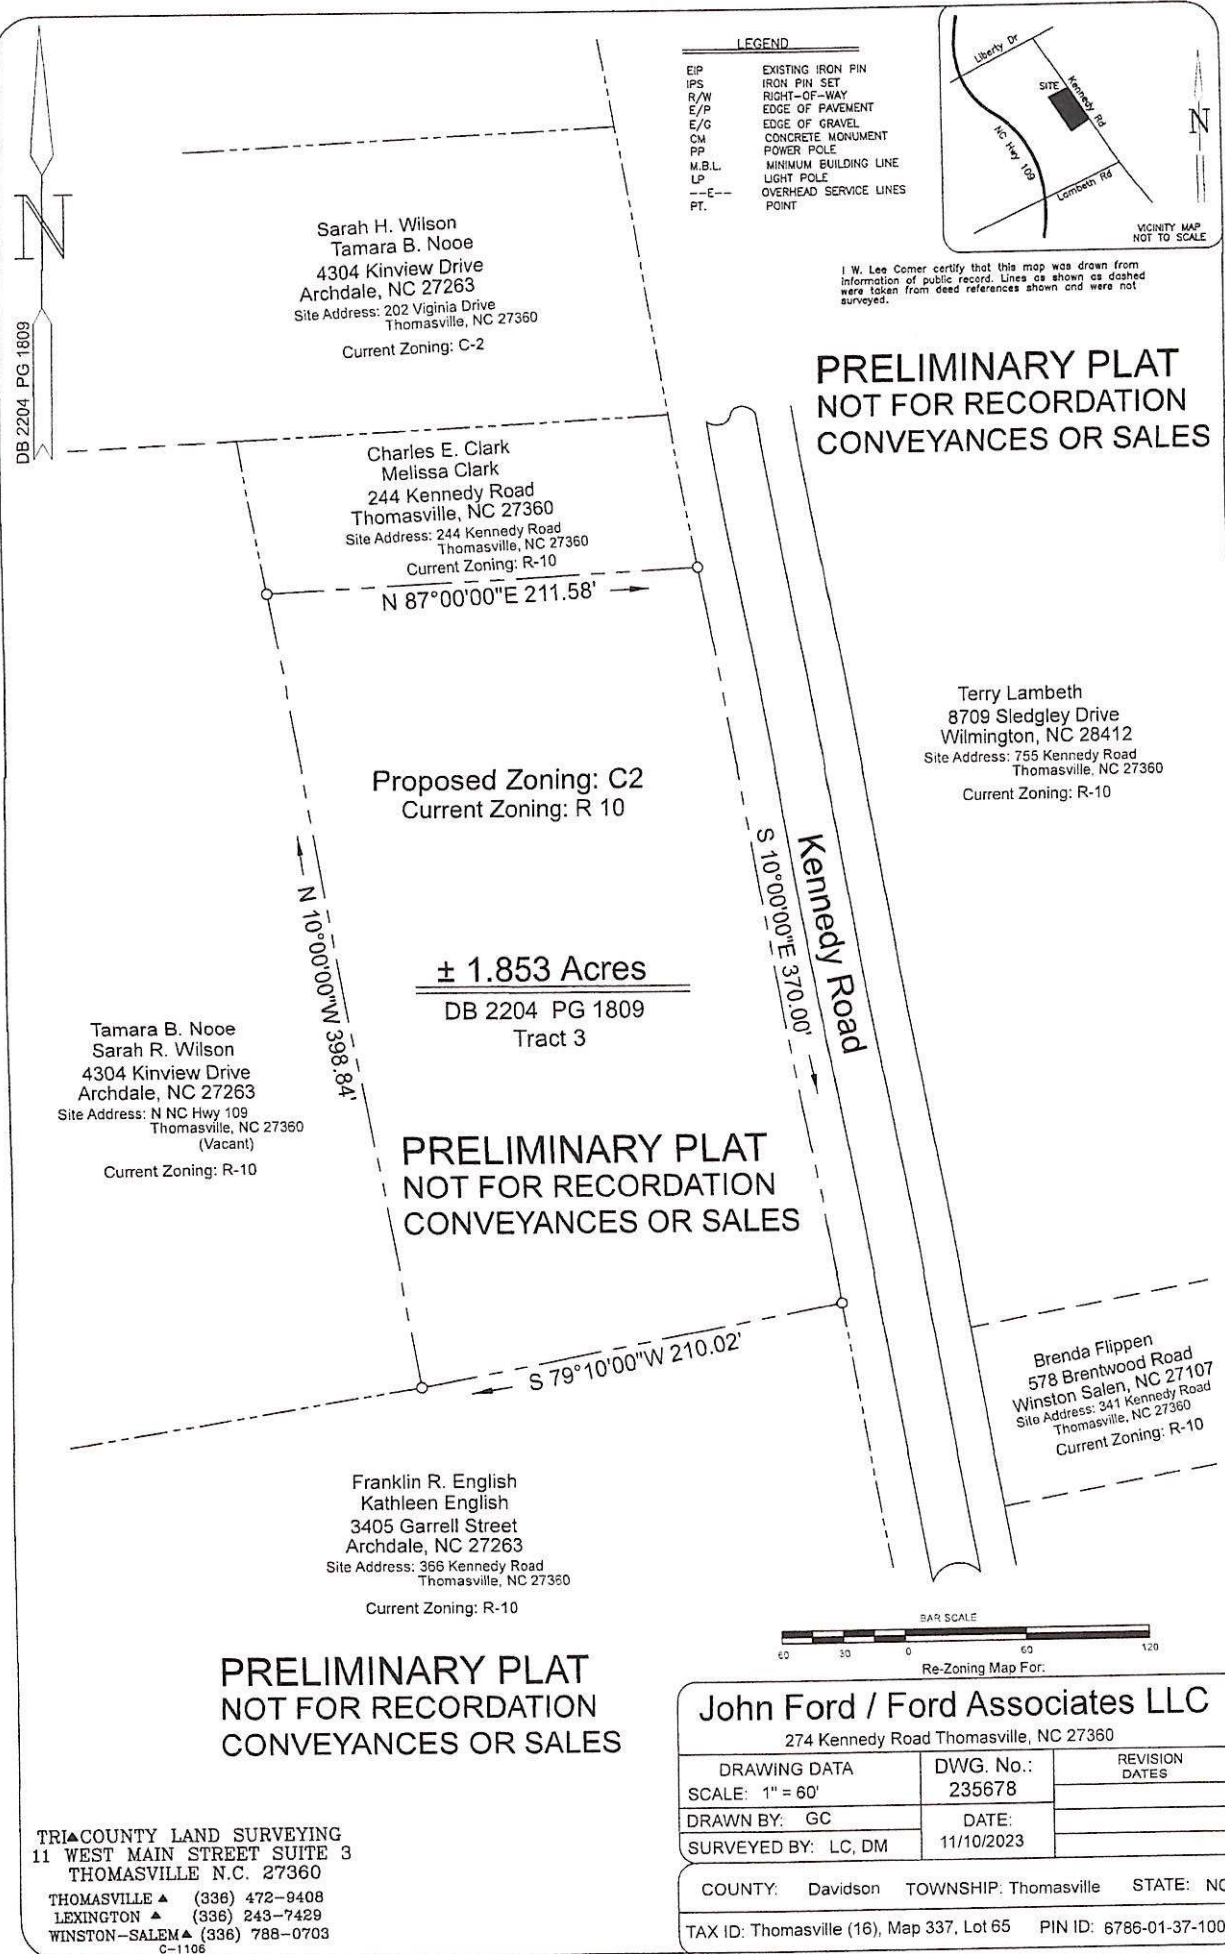 LEGEND
EIP EXISTING IRON PIN
IPS IRON PIN SET
R/W RIGHT-OF-WAY
E/P EDGE OF PAVEMENT
E/G EDGE OF GRAVEL
CM CONCRETE MONUMENT
PP POWER POLE
M.B.L. MINIMUM BUILDING LINE
LP LIGHT POLE
--E-- OVERHEAD SERVICE LINES
PT. POINT
Liberty Dr
SITE
Kennedy Rd
NC Hwy 109
Lambeth Rd
N
VICINITY MAP
NOT TO SCALE
I W. Lee Comer certify that this map was drawn from
information of public record. Lines as shown as dashed
were taken from deed references shown and were not
surveyed.
N
DB 2204 PG 1809
Sarah H. Wilson
Tamara B. Nooe
4304 Kinview Drive
Archdale, NC 27263
Site Address: 202 Viginia Drive
Thomasville, NC 27360
Current Zoning: C-2
PRELIMINARY PLAT
NOT FOR RECORDATION
CONVEYANCES OR SALES
Charles E. Clark
Melissa Clark
244 Kennedy Road
Thomasville, NC 27360
Site Address: 244 Kennedy Road
Thomasville, NC 27360
Current Zoning: R-10
N 87°00'00"E 211.58'
Terry Lambeth
8709 Sledgley Drive
Wilmington, NC 28412
Site Address: 755 Kennedy Road
Thomasville, NC 27360
Current Zoning: R-10
Proposed Zoning: C2
Current Zoning: R 10
S 10°00'00"E 370.00'
Kennedy Road
N 10°00'00"W 398.84'
± 1.853 Acres
DB 2204 PG 1809
Tract 3
Tamara B. Nooe
Sarah R. Wilson
4304 Kinview Drive
Archdale, NC 27263
Site Address: N NC Hwy 109
Thomasville, NC 27360
(Vacant)
Current Zoning: R-10
PRELIMINARY PLAT
NOT FOR RECORDATION
CONVEYANCES OR SALES
S 79°10'00"W 210.02'
Brenda Flippen
578 Brentwood Road
Winston Salen, NC 27107
Site Address: 341 Kennedy Road
Thomasville, NC 27360
Current Zoning: R-10
Franklin R. English
Kathleen English
3405 Garrell Street
Archdale, NC 27263
Site Address: 366 Kennedy Road
Thomasville, NC 27360
Current Zoning: R-10
PRELIMINARY PLAT
NOT FOR RECORDATION
CONVEYANCES OR SALES
BAR SCALE
60 30 0 60 120
Re-Zoning Map For:
John Ford / Ford Associates LLC
274 Kennedy Road Thomasville, NC 27360
DRAWING DATA
SCALE: 1" = 60'
DRAWN BY: GC
SURVEYED BY: LC, DM
DWG. No.:
235678
DATE:
11/10/2023
REVISION
DATES
COUNTY: Davidson TOWNSHIP: Thomasville STATE: NC
TAX ID: Thomasville (16), Map 337, Lot 65 PIN ID: 6786-01-37-100
TRI▲COUNTY LAND SURVEYING
11 WEST MAIN STREET SUITE 3
THOMASVILLE N.C. 27360
THOMASVILLE ▲ (336) 472-9408
LEXINGTON ▲ (336) 243-7429
WINSTON-SALEM▲ (336) 788-0703
C-1106